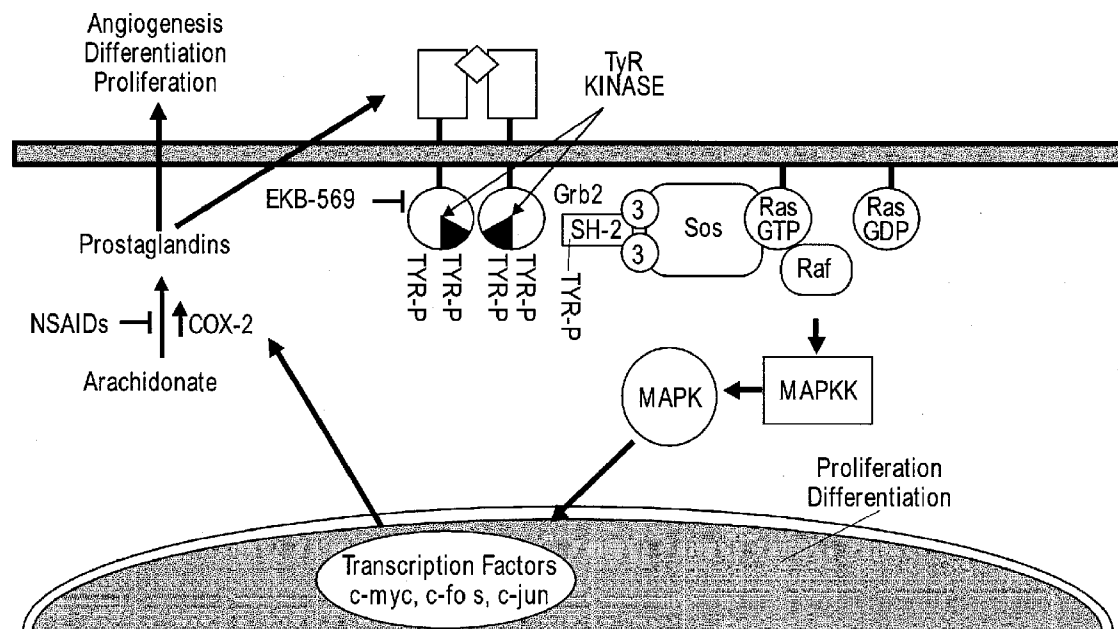 Angiogenesis
Differentiation
Proliferation
TyR
KINASE
EKB-569
Grb2
SH-2
3
3
Sos
Ras
GTP
Ras
GDP
Raf
Prostaglandins
TYR-P
TYR-P
TYR-P
TYR-P
TYR-P
NSAIDs
COX-2
Arachidonate
MAPK
MAPKK
Proliferation
Differentiation
Transcription Factors
c-myc, c-fo s, c-jun